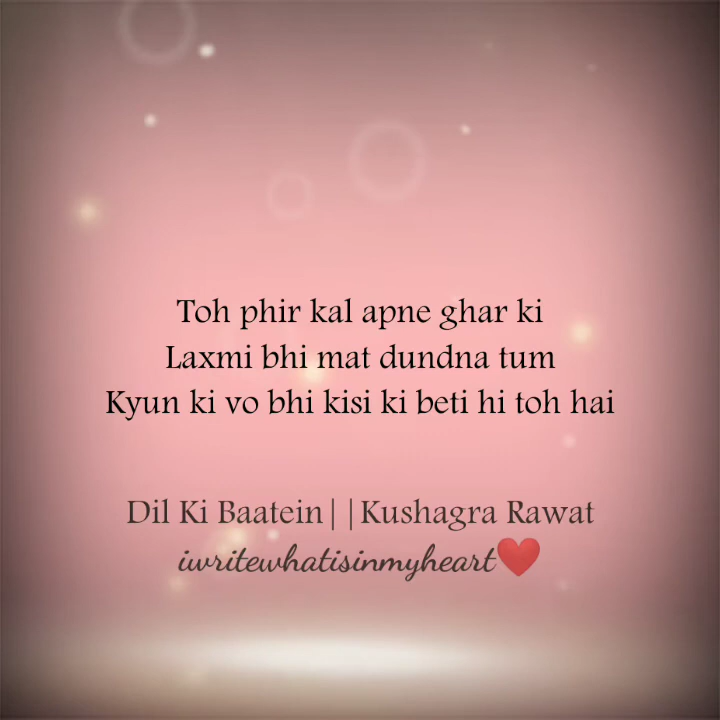 Toh phir kal apne ghar ki
Laxmi bhi mat dundna tum
Kyun ki vo bhi kisi ki beti hi toh hai
Dil Ki Baatein||Kushagra Rawat
iwritewhatisinmyheart❤️